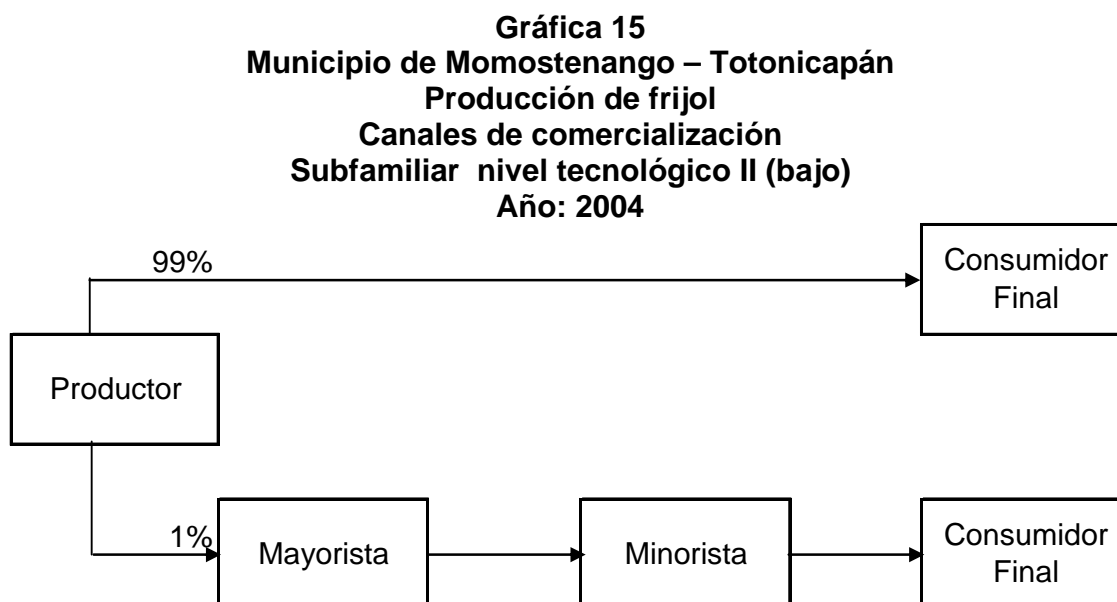 Gráfica 15
Municipio de Momostenango – Totonicapán
Producción de frijol
Canales de comercialización
Subfamiliar nivel tecnológico II (bajo)
Año: 2004
99%
Consumidor
Final
Productor
1%
Mayorista
Minorista
Consumidor
Final